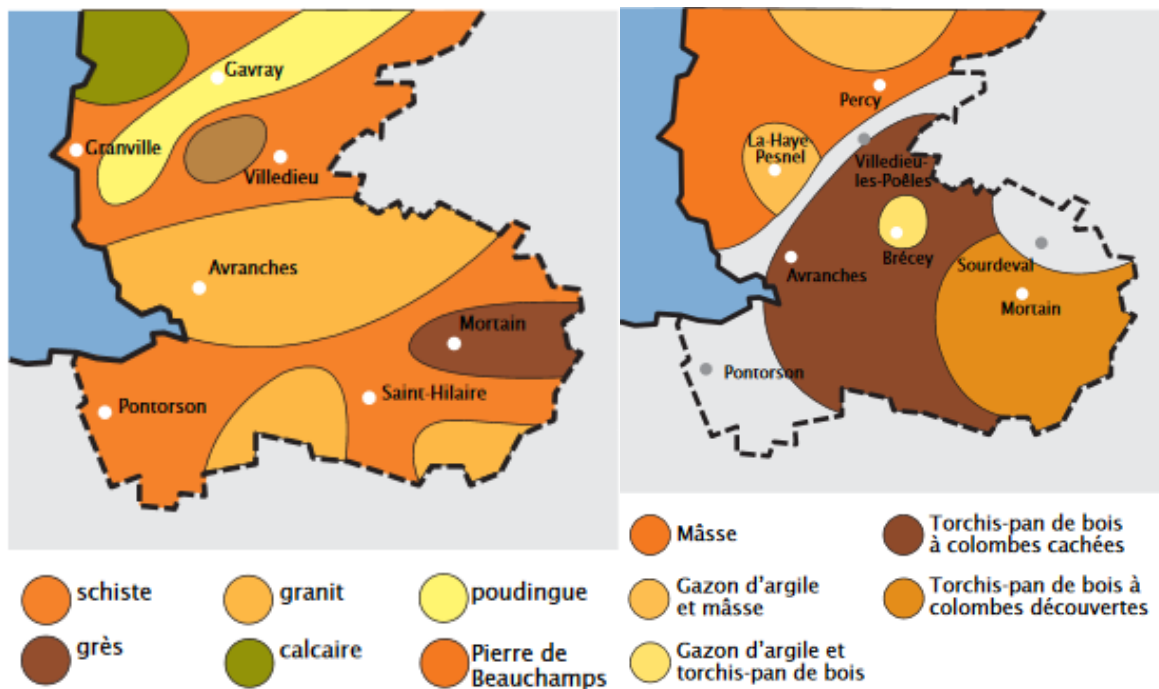 Gavray
Granville
Villedieu
Avranches
Mortain
Saint-Hilaire
Pontorson
schiste
granit
poudingue
grès
calcaire
Pierre de
Beauchamps
Percy
La-Haye
Pesnel
Villedieu-
les-Poêles
Brécey
Avranches
Sourdeval
Mortain
Pontorson
Mâsse
Torchis-pan de bois
à colombes cachées
Gazon d'argile
et mâsse
Torchis-pan de bois à
colombes découvertes
Gazon d'argile et
torchis-pan de bois